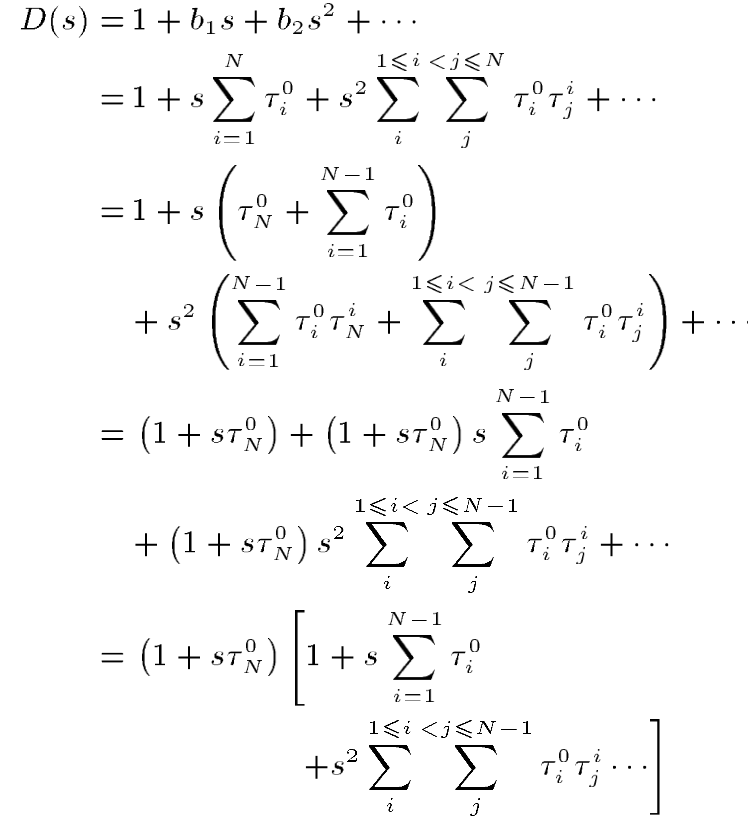 D(s) = 1 + b_1 s + b_2 s^2 + ⋯
= 1 + s \sum_{i=1}^{N} τ_i^0 + s^2 \sum_{i}^{1⩽i} \sum_{j}^{<j⩽N} τ_i^0 τ_j^i + ⋯
= 1 + s ( τ_N^0 + \sum_{i=1}^{N-1} τ_i^0 )
+ s^2 ( \sum_{i=1}^{N-1} τ_i^0 τ_N^i + \sum_{i}^{1⩽i<} \sum_{j}^{j⩽N-1} τ_i^0 τ_j^i ) + ⋯
= (1 + sτ_N^0) + (1 + sτ_N^0) s \sum_{i=1}^{N-1} τ_i^0
+ (1 + sτ_N^0) s^2 \sum_{i}^{1⩽i<} \sum_{j}^{j⩽N-1} τ_i^0 τ_j^i + ⋯
= (1 + sτ_N^0) [ 1 + s \sum_{i=1}^{N-1} τ_i^0
+ s^2 \sum_{i}^{1⩽i} \sum_{j}^{<j⩽N-1} τ_i^0 τ_j^i ⋯ ]